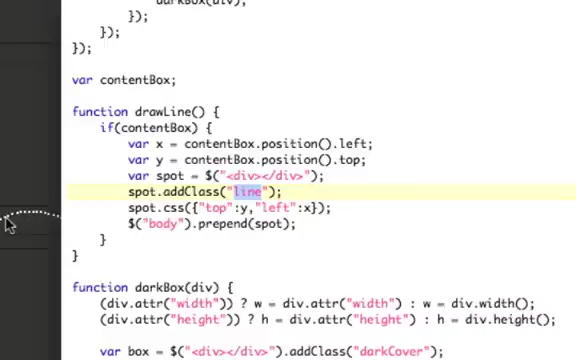 darkBox(div);
});
});
});
var contentBox;
function drawLine() {
if(contentBox) {
var x = contentBox.position().left;
var y = contentBox.position().top;
var spot = $("<div></div>");
spot.addClass("line");
spot.css({"top":y,"left":x});
$("body").prepend(spot);
}
}
function darkBox(div) {
(div.attr("width")) ? w = div.attr("width") : w = div.width();
(div.attr("height")) ? h = div.attr("height") : h = div.height();
var box = $("<div></div>").addClass("darkCover");